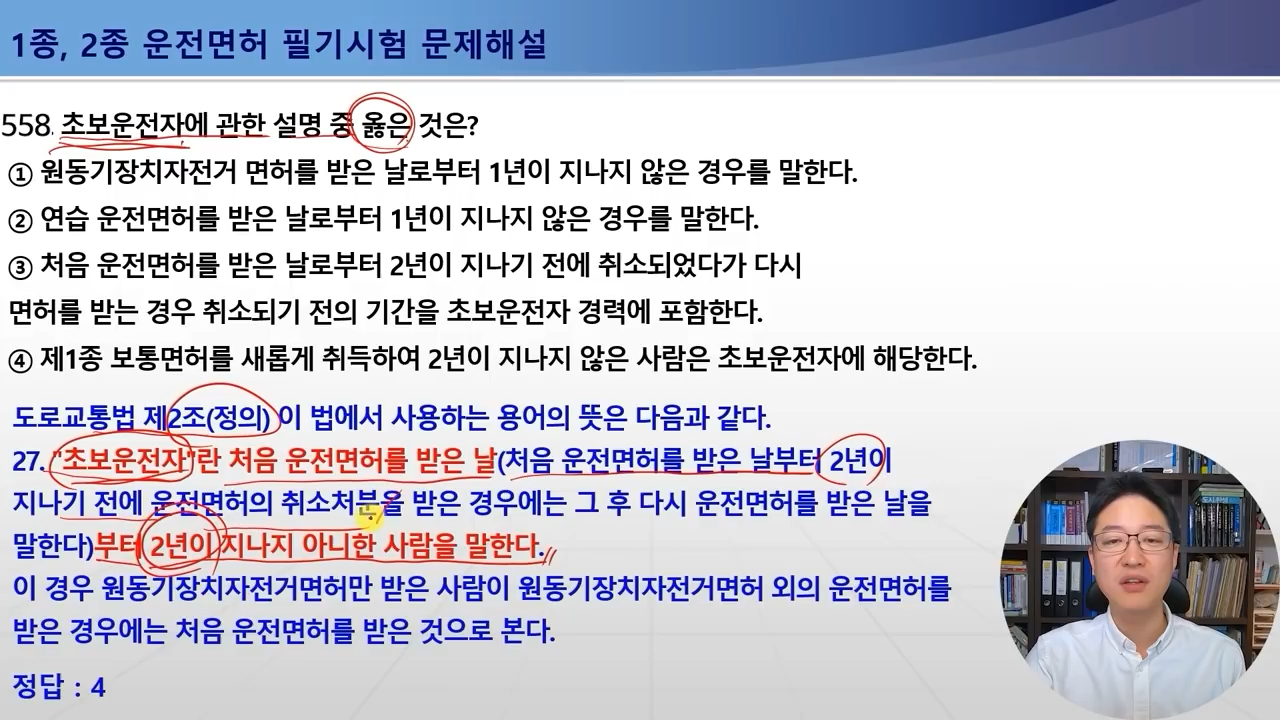 1종, 2종 운전면허 필기시험 문제해설
558. 초보운전자에 관한 설명 중 옳은 것은?
① 원동기장치자전거 면허를 받은 날로부터 1년이 지나지 않은 경우를 말한다.
② 연습 운전면허를 받은 날로부터 1년이 지나지 않은 경우를 말한다.
③ 처음 운전면허를 받은 날로부터 2년이 지나기 전에 취소되었다가 다시
면허를 받는 경우 취소되기 전의 기간을 초보운전자 경력에 포함한다.
④ 제1종 보통면허를 새롭게 취득하여 2년이 지나지 않은 사람은 초보운전자에 해당한다.
도로교통법 제2조(정의) 이 법에서 사용하는 용어의 뜻은 다음과 같다.
27. "초보운전자"란 처음 운전면허를 받은 날(처음 운전면허를 받은 날부터 2년이
지나기 전에 운전면허의 취소처분을 받은 경우에는 그 후 다시 운전면허를 받은 날을
말한다)부터 2년이 지나지 아니한 사람을 말한다.
이 경우 원동기장치자전거면허만 받은 사람이 원동기장치자전거면허 외의 운전면허를
받은 경우에는 처음 운전면허를 받은 것으로 본다.
정답 : 4